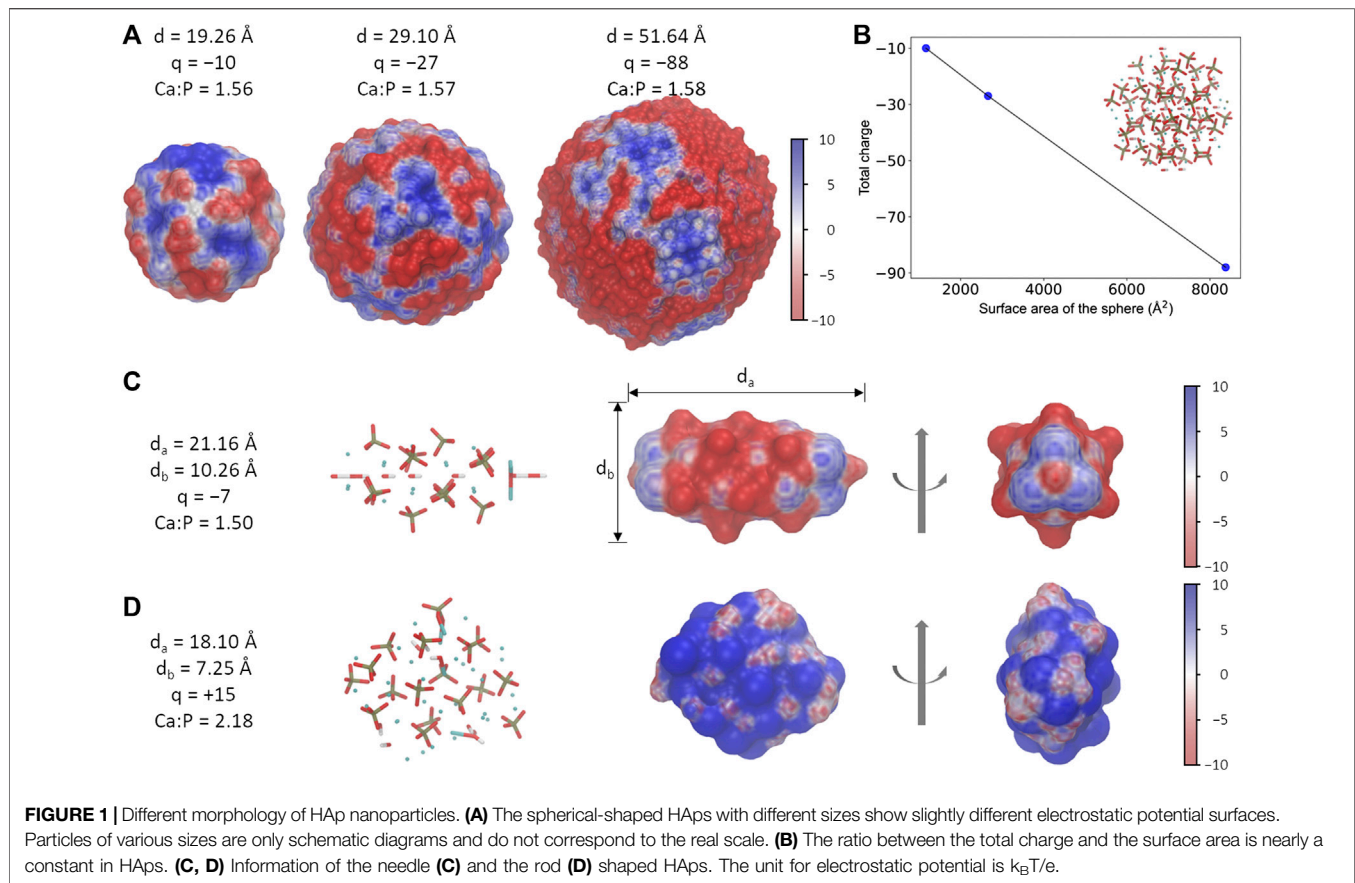 A
d = 19.26 Å
q = −10
Ca:P = 1.56
d = 29.10 Å
q = −27
Ca:P = 1.57
d = 51.64 Å
q = −88
Ca:P = 1.58
10
5
0
−5
−10
B
Total charge
−10
−30
−50
−70
−90
2000
4000
6000
8000
Surface area of the sphere (Å²)
C
dₐ = 21.16 Å
d_b = 10.26 Å
q = −7
Ca:P = 1.50
dₐ
d_b
10
5
0
−5
−10
D
dₐ = 18.10 Å
d_b = 7.25 Å
q = +15
Ca:P = 2.18
10
5
0
−5
−10
FIGURE 1 | Different morphology of HAp nanoparticles. (A) The spherical-shaped HAps with different sizes show slightly different electrostatic potential surfaces.
Particles of various sizes are only schematic diagrams and do not correspond to the real scale. (B) The ratio between the total charge and the surface area is nearly a
constant in HAps. (C, D) Information of the needle (C) and the rod (D) shaped HAps. The unit for electrostatic potential is k_BT/e.